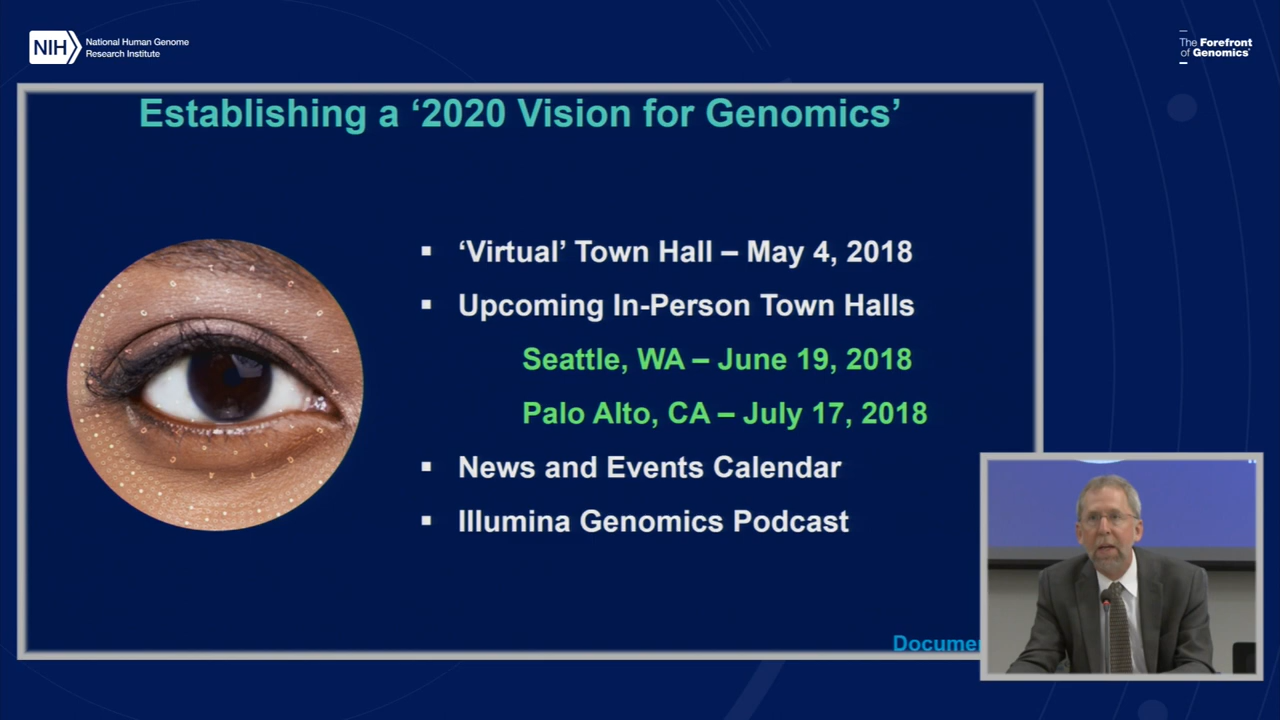 NIH
National Human Genome
Research Institute
The Forefront
of Genomics
Establishing a ‘2020 Vision for Genomics’
▪ ‘Virtual’ Town Hall – May 4, 2018
▪ Upcoming In-Person Town Halls
Seattle, WA – June 19, 2018
Palo Alto, CA – July 17, 2018
▪ News and Events Calendar
▪ Illumina Genomics Podcast